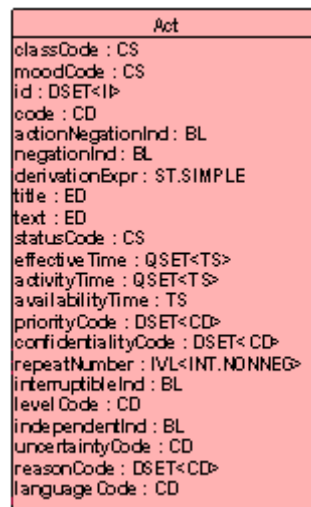 Act
classCode : CS
moodCode : CS
id : DSET<II>
code : CD
actionNegationInd : BL
negationInd : BL
derivationExpr : ST.SIMPLE
title : ED
text : ED
statusCode : CS
effectiveTime : QSET<TS>
activityTime : QSET<TS>
availabilityTime : TS
priorityCode : DSET<CD>
confidentialityCode : DSET<CD>
repeatNumber : IVL<INT.NONNEG>
interruptibleInd : BL
levelCode : CD
independentInd : BL
uncertaintyCode : CD
reasonCode : DSET<CD>
languageCode : CD